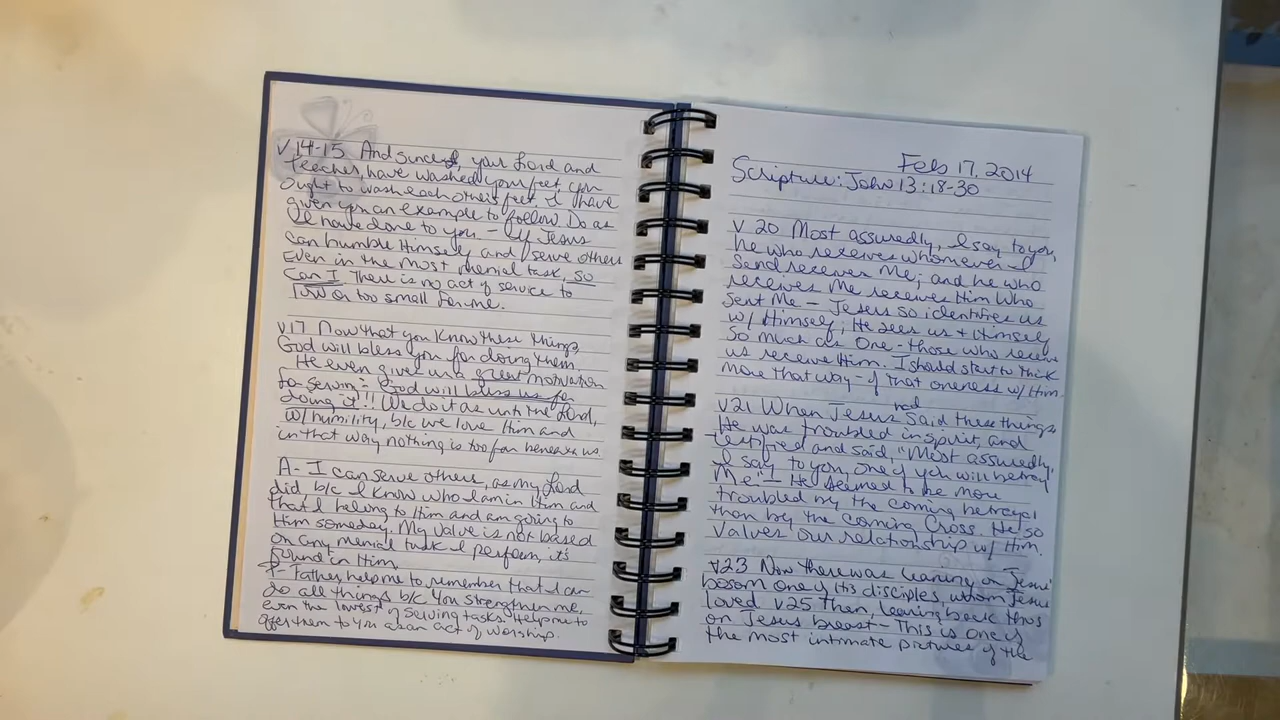 v 14-15 And since I, your Lord and
teacher, have washed your feet you
ought to wash each others feet. I have
given you an example to follow. Do as
I have done to you - If Jesus
can humble Himself and serve others
Even in the most menial task, so
Can I There is no act of service to
low or too small for me.
v17 Now that you know these things,
God will bless you for doing them.
He even gives us a great motivation
for serving: God will bless us for
doing it!! We do it as unto the Lord,
w/ humility, b/c we love Him and
in that way nothing is too far beneath us.
A- I can serve others, as my Lord
did b/c I know who I am in Him and
that I belong to Him and am going to
Him someday. My value is not based
on any menial task I perform, it's
found in Him.
P- Father help me to remember that I can
do all things b/c You strengthen me,
even the lowest of serving tasks. Help me to
offer them to You as an act of worship.
Feb 17, 2014
Scripture: John 13:18-30
v 20 Most assuredly, I say to you,
he who receives whomever I
Send receives Me; and he who
receives Me receives Him Who
sent Me - Jesus so identifies us
w/ Himself; He sees us + Himself
So much as One - those who receive
us receive Him. I should start to think
more that way - of that oneness w/ Him.
had
v21 When Jesus said these things
He was troubled in spirit, and
testified and said, "Most assuredly,
I say to you, one of you will betray
Me" - He seemed to be more
troubled by the coming betrayal
than by the coming Cross. He so
Values our relationship w/ Him.
v23 Now there was leaning on Jesus'
bosom one of His disciples, whom Jesus
loved v25 Then, leaning back thus
on Jesus breast - This is one of
the most intimate pictures of the